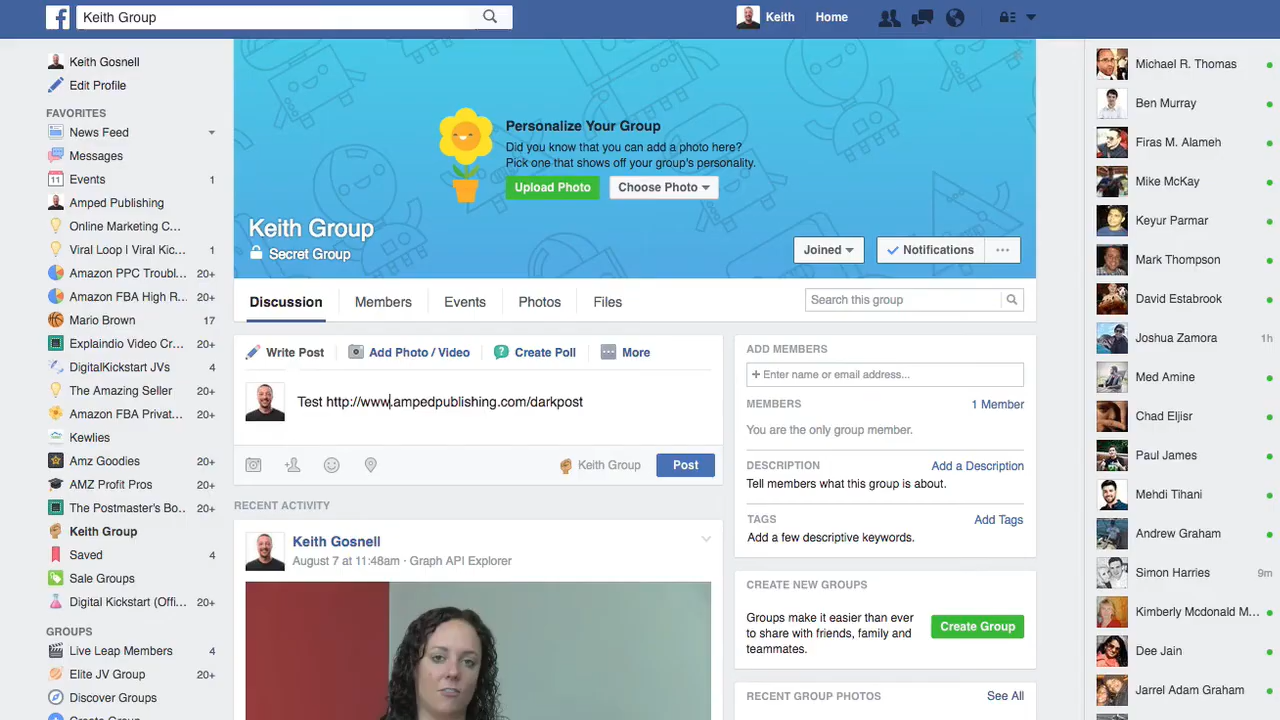 Keith Group
Keith
Home
Keith Gosnell
Edit Profile
FAVORITES
News Feed
Messages
Events 1
Amped Publishing
Online Marketing C...
Viral Loop | Viral Kic... 1
Amazon PPC Troubl... 20+
Amazon FBA High R... 20+
Mario Brown 17
Explaindio Video Cr... 20+
DigitalKickstart JVs 4
The Amazing Seller 20+
Amazon FBA Privat... 20+
Kewlies
Amz Goodies 20+
AMZ Profit Pros 20+
The Postmaster's Bo.. 20+
Keith Group
Saved 4
Sale Groups
Digital Kickstart (Offi... 20+
GROUPS
Live Leap Members 4
Elite JV Group 20+
Discover Groups
Create Group
Personalize Your Group
Did you know that you can add a photo to here?
Pick one that shows off your group's personality.
Upload Photo
Choose Photo
Keith Group
Secret Group
Joined
Notifications
Discussion
Members
Events
Photos
Files
Search this group
Write Post
Add Photo / Video
Create Poll
More
Test http://www.ampedpublishing.com/darkpost
Keith Group
Post
RECENT ACTIVITY
Keith Gosnell
August 7 at 11:48am · Graph API Explorer
ADD MEMBERS
+ Enter name or email address...
MEMBERS 1 Member
You are the only group member.
DESCRIPTION Add a Description
Tell members what this group is about.
TAGS Add Tags
Add a few descriptive keywords.
CREATE NEW GROUPS
Groups make it easier than ever
to share with friends, family and
teammates.
Create Group
RECENT GROUP PHOTOS See All
Michael R. Thomas
Ben Murray
Firas M. Alameh
Mike McKay
Keyur Parmar
Mark Thompson
David Estabrook
Joshua Zamora 1h
Med Amine
Chad Eljisr
Paul James
Mehdi Tihani
Andrew Graham
Simon Harries 9m
Kimberly Mcdonald M...
Dee Jain
Jarrel Adam Graham